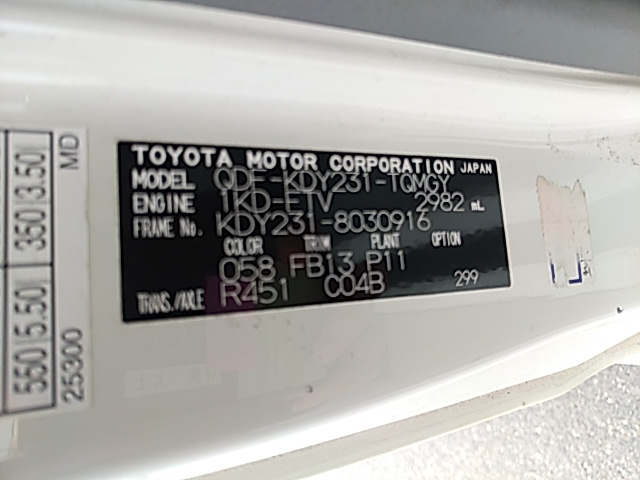 TOYOTA MOTOR CORPORATION JAPAN
MODEL QDF-KDY231-TQMGY
ENGINE 1KD-FTV 2982 mL
FRAME No. KDY231-8030916
COLOR TRIM PLANT OPTION
058 FB13 P11
TRANS./AXLE R451 C04B 299
550 5.50 350 3.50
25300 MD